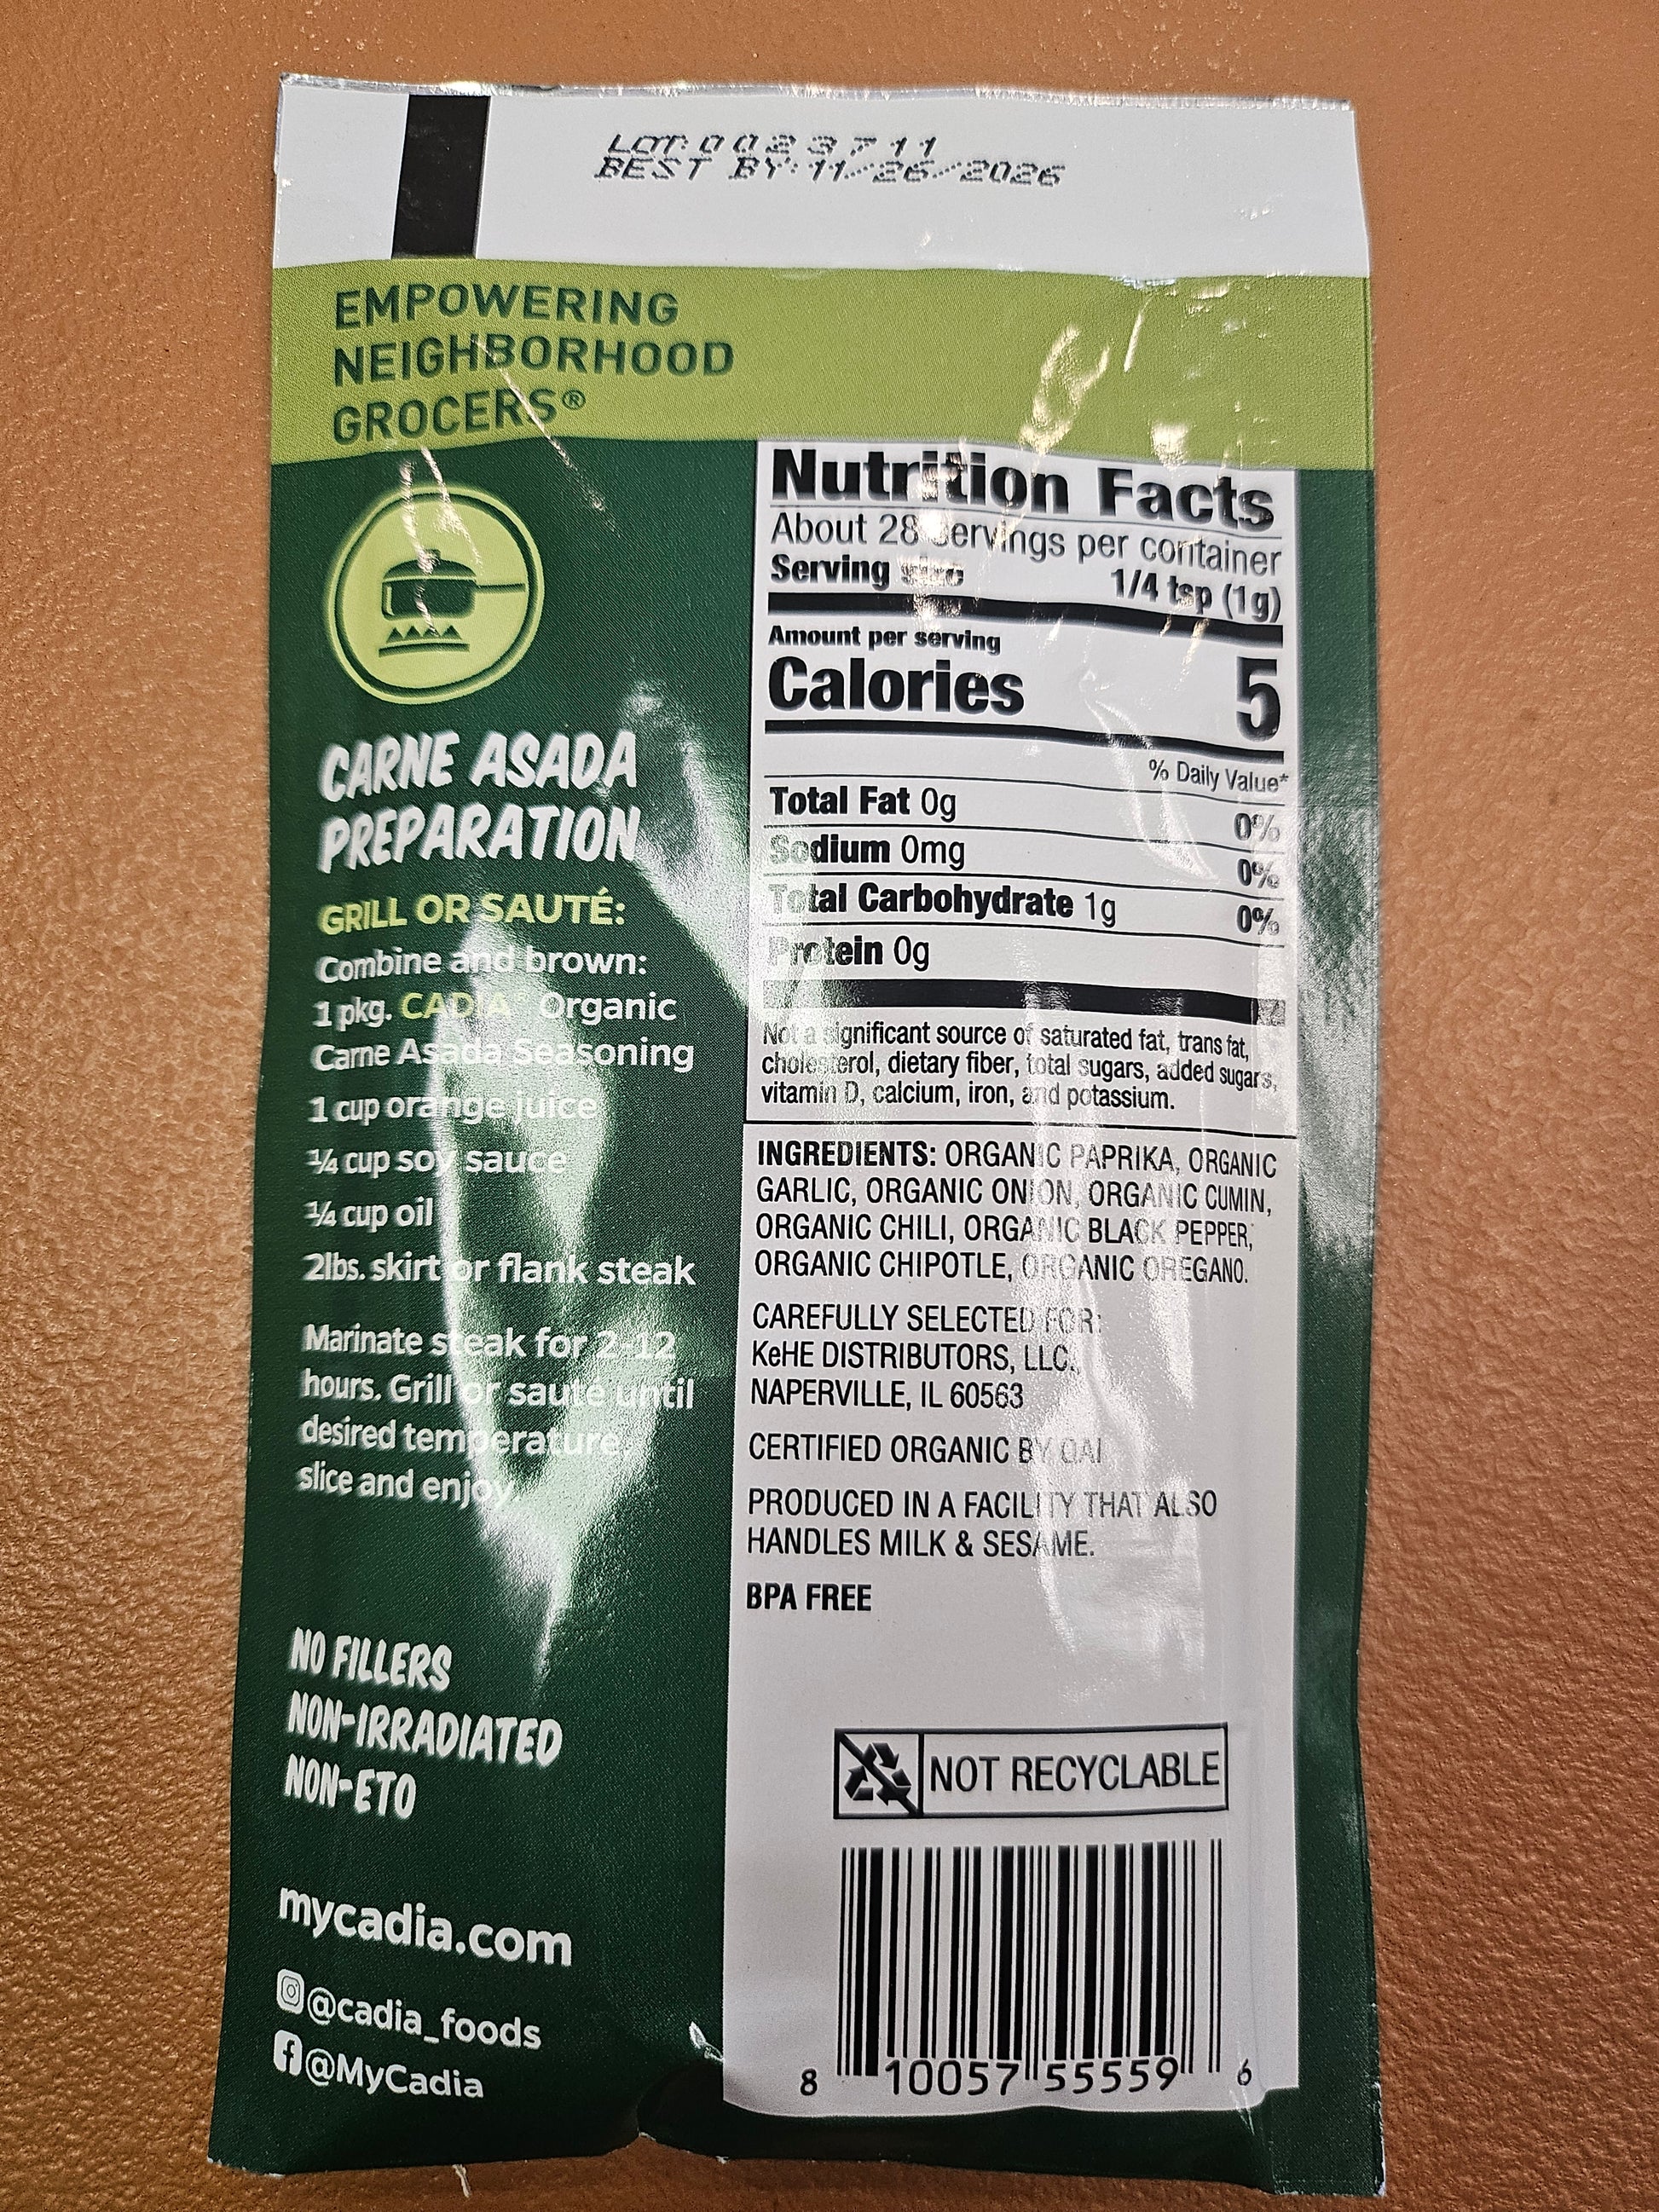 LOT: 0023711
BEST BY: 11/26/2026
EMPOWERING
NEIGHBORHOOD
GROCERS®
CARNE ASADA
PREPARATION
GRILL OR SAUTÉ:
Combine and brown:
1 pkg. CADIA® Organic
Carne Asada Seasoning
1 cup orange juice
¼ cup soy sauce
¼ cup oil
2lbs. skirt or flank steak
Marinate steak for 2-12
hours. Grill or sauté until
desired temperature,
slice and enjoy.
NO FILLERS
NON-IRRADIATED
NON-ETO
mycadia.com
@cadia_foods
@MyCadia
Nutrition Facts
About 28 servings per container
Serving size 1/4 tsp (1g)
Amount per serving
Calories 5
% Daily Value*
Total Fat 0g 0%
Sodium 0mg 0%
Total Carbohydrate 1g 0%
Protein 0g
Not a significant source of saturated fat, trans fat,
cholesterol, dietary fiber, total sugars, added sugars,
vitamin D, calcium, iron, and potassium.
INGREDIENTS: ORGANIC PAPRIKA, ORGANIC
GARLIC, ORGANIC ONION, ORGANIC CUMIN,
ORGANIC CHILI, ORGANIC BLACK PEPPER,
ORGANIC CHIPOTLE, ORGANIC OREGANO.
CAREFULLY SELECTED FOR:
KeHE DISTRIBUTORS, LLC.,
NAPERVILLE, IL 60563
CERTIFIED ORGANIC BY QAI
PRODUCED IN A FACILITY THAT ALSO
HANDLES MILK & SESAME.
BPA FREE
NOT RECYCLABLE
8 10057 55559 6